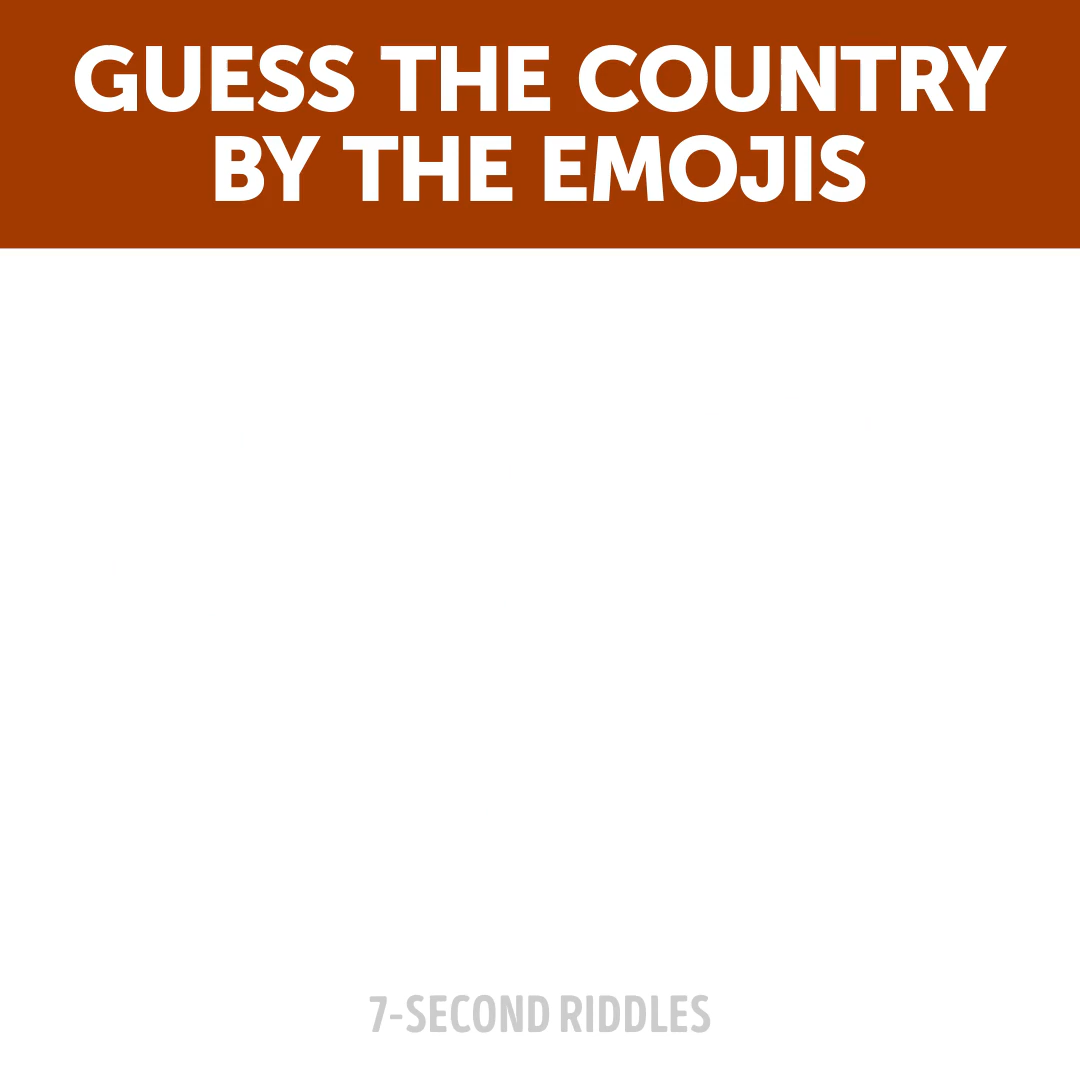 GUESS THE COUNTRY
BY THE EMOJIS
7-SECOND RIDDLES